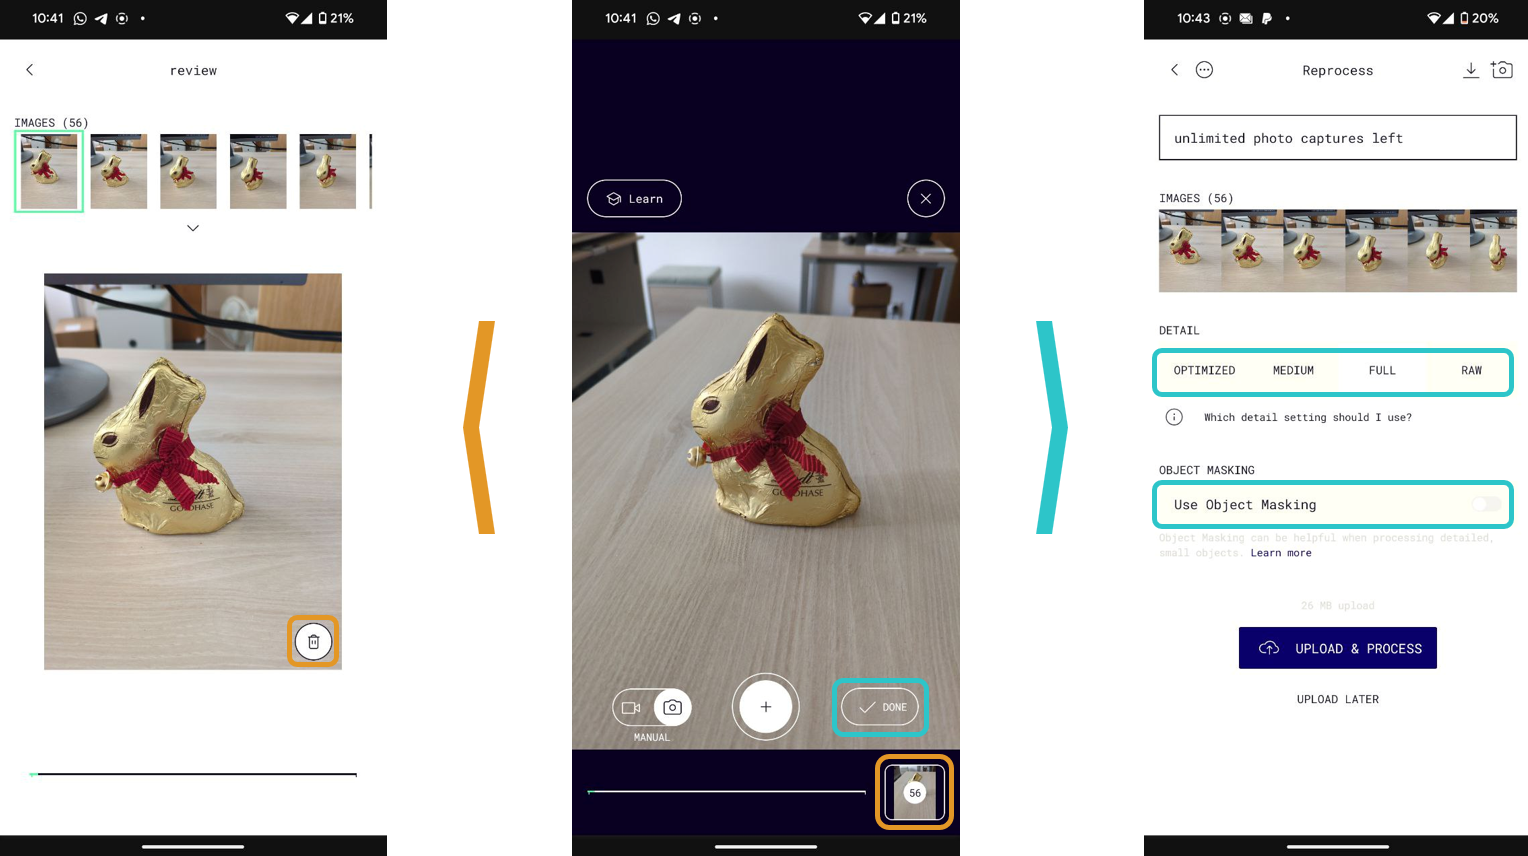 10:41
21%
review
IMAGES (56)
Lindt
GOLDHASE
10:41
21%
Learn
Lindt
GOLDHASE
MANUAL
DONE
56
10:43
20%
Reprocess
unlimited photo captures left
IMAGES (56)
DETAIL
OPTIMIZED MEDIUM FULL RAW
Which detail setting should I use?
OBJECT MASKING
Use Object Masking
Object Masking can be helpful when processing detailed,
small objects. Learn more
26 MB upload
UPLOAD & PROCESS
UPLOAD LATER